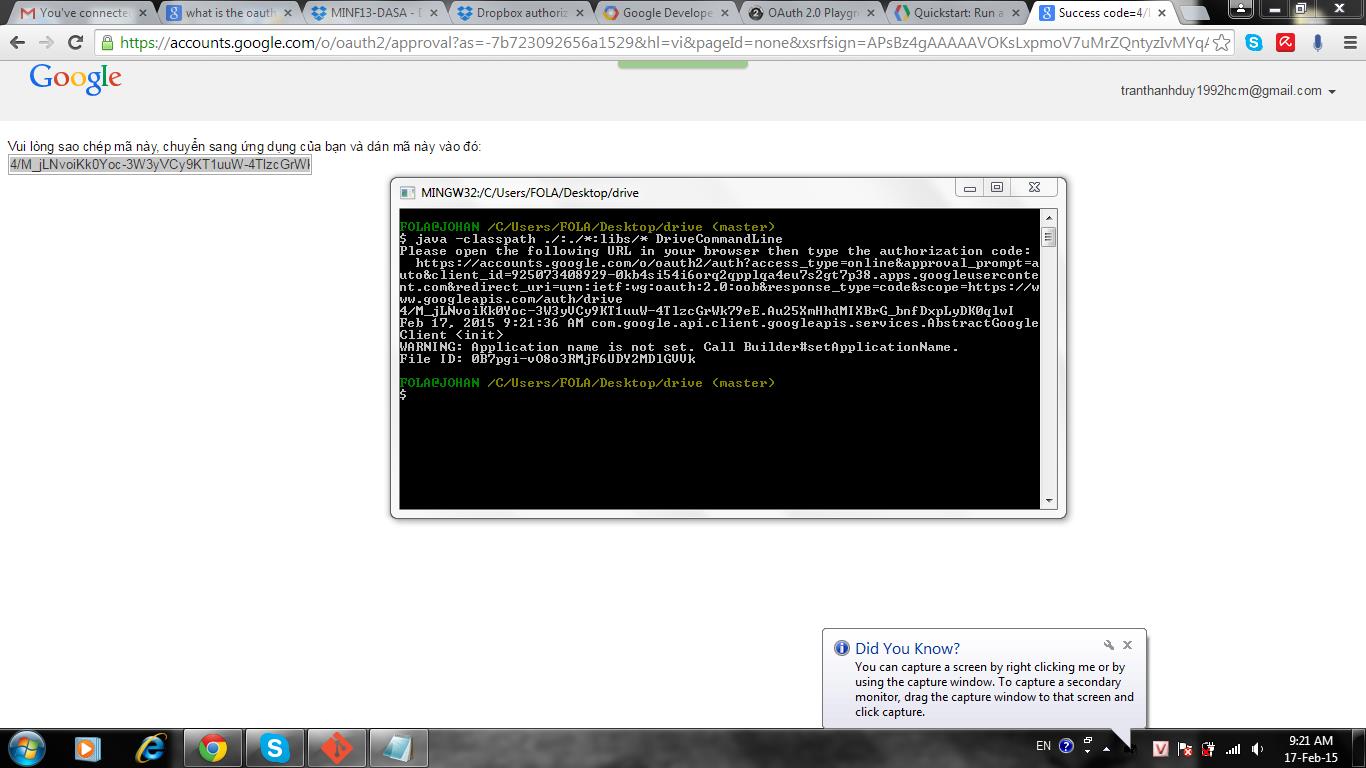 You've connecte
what is the oauth
MINF13-DASA - D
Dropbox authoriz
Google Develope
OAuth 2.0 Playgr
Quickstart: Run a
Success code=4/
https://accounts.google.com/o/oauth2/approval?as=-7b723092656a1529&hl=vi&pageId=none&xsrfsign=APsBz4gAAAAAVOKsLxpmoV7uMrZQntyzIvMYqA
Google
tranthanhduy1992hcm@gmail.com
Vui lòng sao chép mã này, chuyển sang ứng dụng của bạn và dán mã này vào đó:
4/M_jLNvoiKk0Yoc-3W3yVCy9KT1uuW-4TlzcGrWk
MINGW32:/C/Users/FOLA/Desktop/drive
FOLA@JOHAN /C/Users/FOLA/Desktop/drive (master)
$ java -classpath ./:./*:libs/* DriveCommandLine
Please open the following URL in your browser then type the authorization code:
https://accounts.google.com/o/oauth2/auth?access_type=online&approval_prompt=a
uto&client_id=925073408929-0kb4si54i6orq2qpplqa4eu7s2gt7p38.apps.googleuserconte
nt.com&redirect_uri=urn:ietf:wg:oauth:2.0:oob&response_type=code&scope=https://w
ww.googleapis.com/auth/drive
4/M_jLNvoiKk0Yoc-3W3yVCy9KT1uuW-4TlzcGrWk79eE.Au25XmHhdMIXBrG_bnfDxpLyDK0qlwI
Feb 17, 2015 9:21:36 AM com.google.api.client.googleapis.services.AbstractGoogle
Client <init>
WARNING: Application name is not set. Call Builder#setApplicationName.
File ID: 0B7pgi-vO8o3RMjF6UDY2MDlGVVk
FOLA@JOHAN /C/Users/FOLA/Desktop/drive (master)
$
Did You Know?
You can capture a screen by right clicking me or by
using the capture window. To capture a secondary
monitor, drag the capture window to that screen and
click capture.
EN
9:21 AM
17-Feb-15